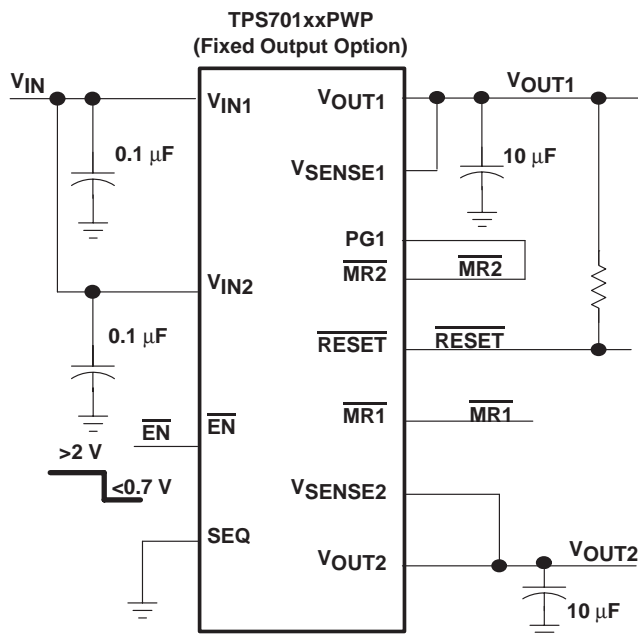 TPS701xxPWP
(Fixed Output Option)
VIN
VIN1
VOUT1
VOUT1
0.1 μF
10 μF
VSENSE1
PG1
MR2
MR2
VIN2
0.1 μF
RESET
RESET
EN
EN
MR1
MR1
>2 V
<0.7 V
VSENSE2
SEQ
VOUT2
VOUT2
10 μF